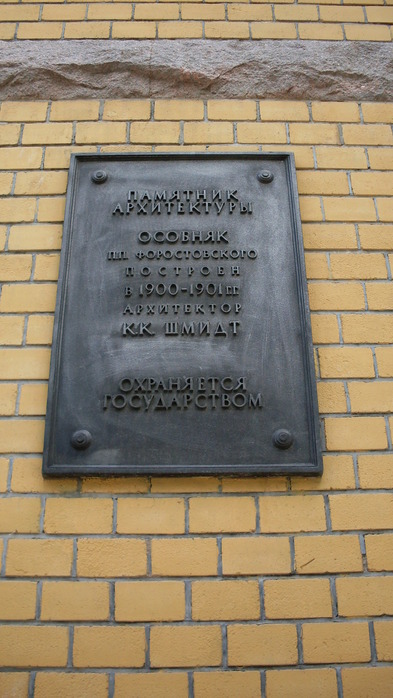 ПАМЯТНИК
АРХИТЕКТУРЫ
ОСОБНЯК
П.П. ФОРОСТОВСКОГО
ПОСТРОЕН
В 1900-1901 ГГ.
АРХИТЕКТОР
К.К. ШМИДТ
ОХРАНЯЕТСЯ
ГОСУДАРСТВОМ